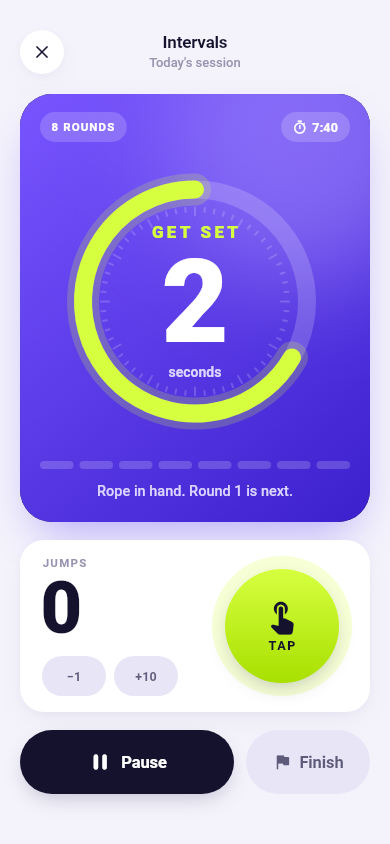 Intervals
Today's session
8 ROUNDS
7:40
GET SET
2
seconds
Rope in hand. Round 1 is next.
JUMPS
0
−1
+10
TAP
Pause
Finish